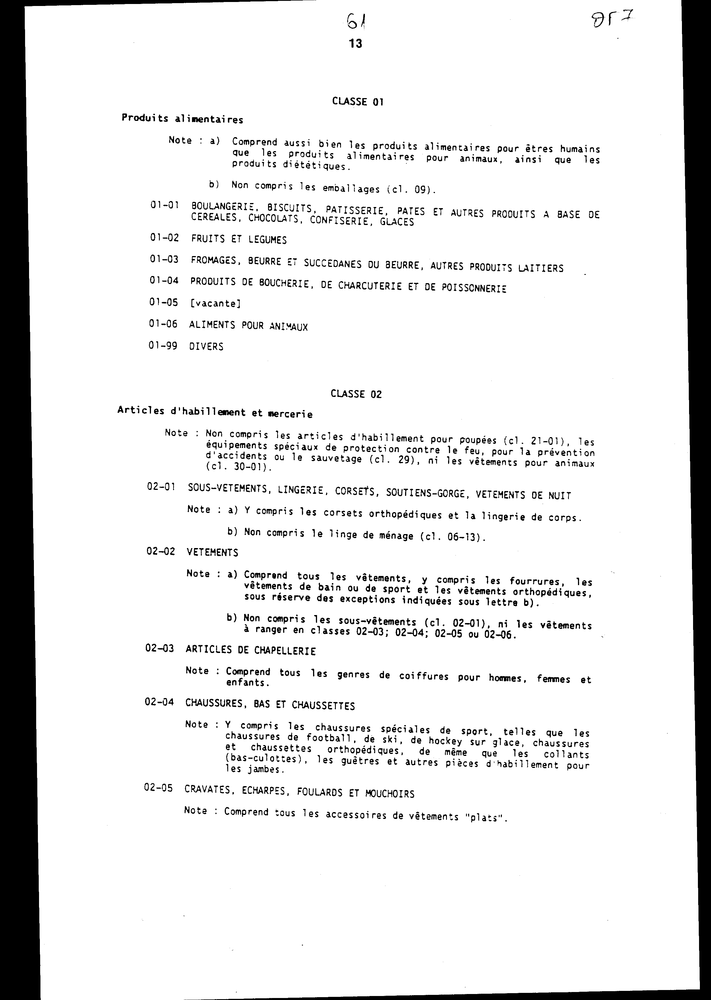 61
13
CLASSE 01
Produits alimentaires
Note : a) Comprend aussi bien les produits alimentaires pour êtres humains
que les produits alimentaires pour animaux, ainsi que les
produits diététiques.
b) Non compris les emballages (cl. 09).
01-01 BOULANGERIE, BISCUITS, PATISSERIE, PATES ET AUTRES PRODUITS A BASE DE
CEREALES, CHOCOLATS, CONFISERIE, GLACES
01-02 FRUITS ET LEGUMES
01-03 FROMAGES, BEURRE ET SUCCEDANES DU BEURRE, AUTRES PRODUITS LAITIERS
01-04 PRODUITS DE BOUCHERIE, DE CHARCUTERIE ET DE POISSONNERIE
01-05 [vacante]
01-06 ALIMENTS POUR ANIMAUX
01-99 DIVERS
CLASSE 02
Articles d'habillement et mercerie
Note : Non compris les articles d'habillement pour poupées (cl. 21-01), les
équipements spéciaux de protection contre le feu, pour la prévention
d'accidents ou le sauvetage (cl. 29), ni les vêtements pour animaux
(cl. 30-01).
02-01 SOUS-VETEMENTS, LINGERIE, CORSETS, SOUTIENS-GORGE, VETEMENTS DE NUIT
Note : a) Y compris les corsets orthopédiques et la lingerie de corps.
b) Non compris le linge de ménage (cl. 06-13).
02-02 VETEMENTS
Note : a) Comprend tous les vêtements, y compris les fourrures, les
vêtements de bain ou de sport et les vêtements orthopédiques,
sous réserve des exceptions indiquées sous lettre b).
b) Non compris les sous-vêtements (cl. 02-01), ni les vêtements
à ranger en classes 02-03; 02-04; 02-05 ou 02-06.
02-03 ARTICLES DE CHAPELLERIE
Note : Comprend tous les genres de coiffures pour hommes, femmes et
enfants.
02-04 CHAUSSURES, BAS ET CHAUSSETTES
Note : Y compris les chaussures spéciales de sport, telles que les
chaussures de football, de ski, de hockey sur glace, chaussures
et chaussettes orthopédiques, de même que les collants
(bas-culottes), les guêtres et autres pièces d'habillement pour
les jambes.
02-05 CRAVATES, ECHARPES, FOULARDS ET MOUCHOIRS
Note : Comprend tous les accessoires de vêtements "plats".